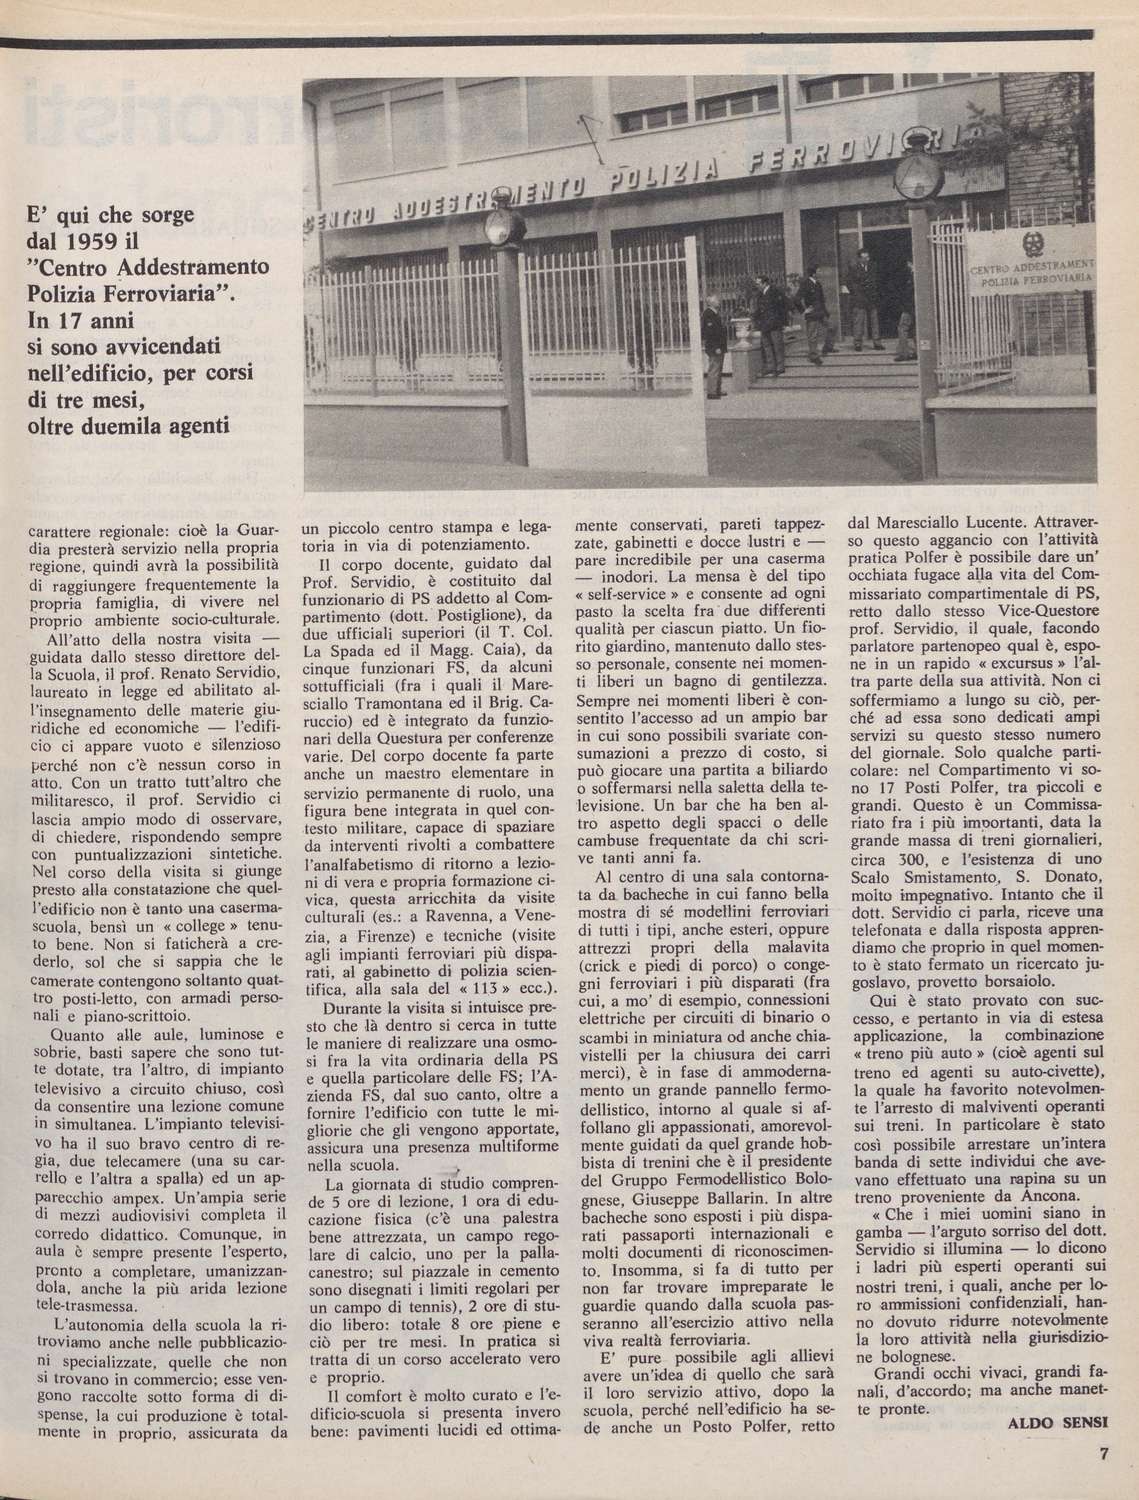 CENTRO ADDESTRAMENTO POLIZIA FERROVIARIA
CENTRO ADDESTRAMENT
POLIZIA FERROVIARIA
E' qui che sorge
dal 1959 il
”Centro Addestramento
Polizia Ferroviaria”.
In 17 anni
si sono avvicendati
nell'edificio, per corsi
di tre mesi,
oltre duemila agenti
carattere regionale: cioè la Guar-
dia presterà servizio nella propria
regione, quindi avrà la possibilità
di raggiungere frequentemente la
propria famiglia, di vivere nel
proprio ambiente socio-culturale.
All'atto della nostra visita —
guidata dallo stesso direttore del-
la Scuola, il prof. Renato Servidio,
laureato in legge ed abilitato al-
l'insegnamento delle materie giu-
ridiche ed economiche — l'edifi-
cio ci appare vuoto e silenzioso
perché non c'è nessun corso in
atto. Con un tratto tutt'altro che
militaresco, il prof. Servidio ci
lascia ampio modo di osservare,
di chiedere, rispondendo sempre
con puntualizzazioni sintetiche.
Nel corso della visita si giunge
presto alla constatazione che quel-
l'edificio non è tanto una caserma-
scuola, bensì un « college » tenu-
to bene. Non si faticherà a cre-
derlo, sol che si sappia che le
camerate contengono soltanto quat-
tro posti-letto, con armadi perso-
nali e piano-scrittoio.
Quanto alle aule, luminose e
sobrie, basti sapere che sono tut-
te dotate, tra l'altro, di impianto
televisivo a circuito chiuso, così
da consentire una lezione comune
in simultanea. L'impianto televisi-
vo ha il suo bravo centro di re-
gia, due telecamere (una su car-
rello e l'altra a spalla) ed un ap-
parecchio ampex. Un'ampia serie
di mezzi audiovisivi completa il
corredo didattico. Comunque, in
aula è sempre presente l'esperto,
pronto a completare, umanizzan-
dola, anche la più arida lezione
tele-trasmessa.
L'autonomia della scuola la ri-
troviamo anche nelle pubblicazio-
ni specializzate, quelle che non
si trovano in commercio; esse ven-
gono raccolte sotto forma di di-
spense, la cui produzione è total-
mente in proprio, assicurata da
un piccolo centro stampa e lega-
toria in via di potenziamento.
Il corpo docente, guidato dal
Prof. Servidio, è costituito dal
funzionario di PS addetto al Com-
partimento (dott. Postiglione), da
due ufficiali superiori (il T. Col.
La Spada ed il Magg. Caia), da
cinque funzionari FS, da alcuni
sottufficiali (fra i quali il Mare-
sciallo Tramontana ed il Brig. Ca-
ruccio) ed è integrato da funzio-
nari della Questura per conferenze
varie. Del corpo docente fa parte
anche un maestro elementare in
servizio permanente di ruolo, una
figura bene integrata in quel con-
testo militare, capace di spaziare
da interventi rivolti a combattere
l'analfabetismo di ritorno a lezio-
ni di vera e propria formazione ci-
vica, questa arricchita da visite
culturali (es.: a Ravenna, a Vene-
zia, a Firenze) e tecniche (visite
agli impianti ferroviari più dispa-
rati, al gabinetto di polizia scien-
tifica, alla sala del « 113 » ecc.).
Durante la visita si intuisce pre-
sto che là dentro si cerca in tutte
le maniere di realizzare una osmo-
si fra la vita ordinaria della PS
e quella particolare delle FS; l'A-
zienda FS, dal suo canto, oltre a
fornire l'edificio con tutte le mi-
gliorie che gli vengono apportate,
assicura una presenza multiforme
nella scuola.
La giornata di studio compren-
de 5 ore di lezione, 1 ora di edu-
cazione fisica (c'è una palestra
bene attrezzata, un campo rego-
lare di calcio, uno per la palla-
canestro; sul piazzale in cemento
sono disegnati i limiti regolari per
un campo di tennis), 2 ore di stu-
dio libero: totale 8 ore piene e
ciò per tre mesi. In pratica si
tratta di un corso accelerato vero
e proprio.
Il comfort è molto curato e l'e-
dificio-scuola si presenta invero
bene: pavimenti lucidi ed ottima-
mente conservati, pareti tappez-
zate, gabinetti e docce lustri e —
pare incredibile per una caserma
— inodori. La mensa è del tipo
« self-service » e consente ad ogni
pasto la scelta fra due differenti
qualità per ciascun piatto. Un fio-
rito giardino, mantenuto dallo stes-
so personale, consente nei momen-
ti liberi un bagno di gentilezza.
Sempre nei momenti liberi è con-
sentito l'accesso ad un ampio bar
in cui sono possibili svariate con-
sumazioni a prezzo di costo, si
può giocare una partita a biliardo
o soffermarsi nella saletta della te-
levisione. Un bar che ha ben al-
tro aspetto degli spacci o delle
cambuse frequentate da chi scri-
ve tanti anni fa.
Al centro di una sala contorna-
ta da bacheche in cui fanno bella
mostra di sé modellini ferroviari
di tutti i tipi, anche esteri, oppure
attrezzi propri della malavita
(crick e piedi di porco) o conge-
gni ferroviari i più disparati (fra
cui, a mo' di esempio, connessioni
elettriche per circuiti di binario o
scambi in miniatura od anche chia-
vistelli per la chiusura dei carri
merci), è in fase di ammoderna-
mento un grande pannello fermo-
dellistico, intorno al quale si af-
follano gli appassionati, amorevol-
mente guidati da quel grande hob-
bista di trenini che è il presidente
del Gruppo Fermodellistico Bolo-
gnese, Giuseppe Ballarin. In altre
bacheche sono esposti i più dispa-
rati passaporti internazionali e
molti documenti di riconoscimen-
to. Insomma, si fa di tutto per
non far trovare impreparate le
guardie quando dalla scuola pas-
seranno all'esercizio attivo nella
viva realtà ferroviaria.
E' pure possibile agli allievi
avere un'idea di quello che sarà
il loro servizio attivo, dopo la
scuola, perché nell'edificio ha se-
de anche un Posto Polfer, retto
dal Maresciallo Lucente. Attraver-
so questo aggancio con l'attività
pratica Polfer è possibile dare un'
occhiata fugace alla vita del Com-
missariato compartimentale di PS,
retto dallo stesso Vice-Questore
prof. Servidio, il quale, facondo
parlatore partenopeo qual è, espo-
ne in un rapido « excursus » l'al-
tra parte della sua attività. Non ci
soffermiamo a lungo su ciò, per-
ché ad essa sono dedicati ampi
servizi su questo stesso numero
del giornale. Solo qualche parti-
colare: nel Compartimento vi so-
no 17 Posti Polfer, tra piccoli e
grandi. Questo è un Commissa-
riato fra i più importanti, data la
grande massa di treni giornalieri,
circa 300, e l'esistenza di uno
Scalo Smistamento, S. Donato,
molto impegnativo. Intanto che il
dott. Servidio ci parla, riceve una
telefonata e dalla risposta appren-
diamo che proprio in quel momen-
to è stato fermato un ricercato ju-
goslavo, provetto borsaiolo.
Qui è stato provato con suc-
cesso, e pertanto in via di estesa
applicazione, la combinazione
« treno più auto » (cioè agenti sul
treno ed agenti su auto-civette),
la quale ha favorito notevolmen-
te l'arresto di malviventi operanti
sui treni. In particolare è stato
così possibile arrestare un'intera
banda di sette individui che ave-
vano effettuato una rapina su un
treno proveniente da Ancona.
« Che i miei uomini siano in
gamba — l'arguto sorriso del dott.
Servidio si illumina — lo dicono
i ladri più esperti operanti sui
nostri treni, i quali, anche per lo-
ro ammissioni confidenziali, han-
no dovuto ridurre notevolmente
la loro attività nella giurisdizio-
ne bolognese.
Grandi occhi vivaci, grandi fa-
nali, d'accordo; ma anche manet-
te pronte.
ALDO SENSI
7